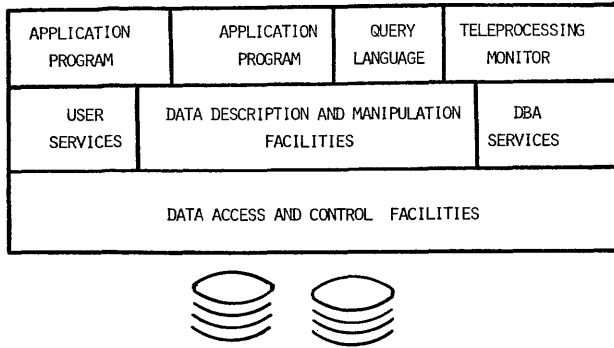 APPLICATION PROGRAM
APPLICATION PROGRAM
QUERY LANGUAGE
TELEPROCESSING MONITOR
USER SERVICES
DATA DESCRIPTION AND MANIPULATION FACILITIES
DBA SERVICES
DATA ACCESS AND CONTROL FACILITIES